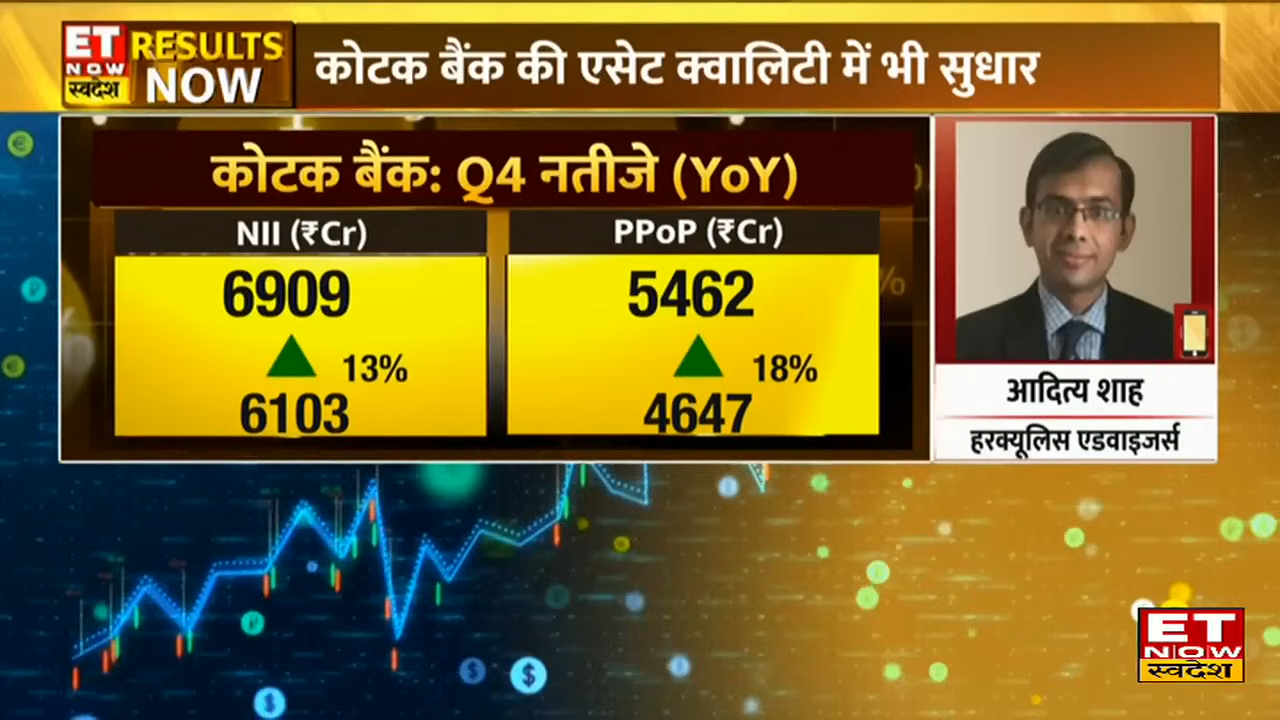 ET
NOW
स्वदेश
RESULTS
NOW
कोटक बैंक की एसेट क्वालिटी में भी सुधार
कोटक बैंक: Q4 नतीजे (YoY)
NII (₹Cr)
6909
13%
6103
PPoP (₹Cr)
5462
18%
4647
आदित्य शाह
हरक्यूलिस एडवाइजर्स
ET
NOW
स्वदेश